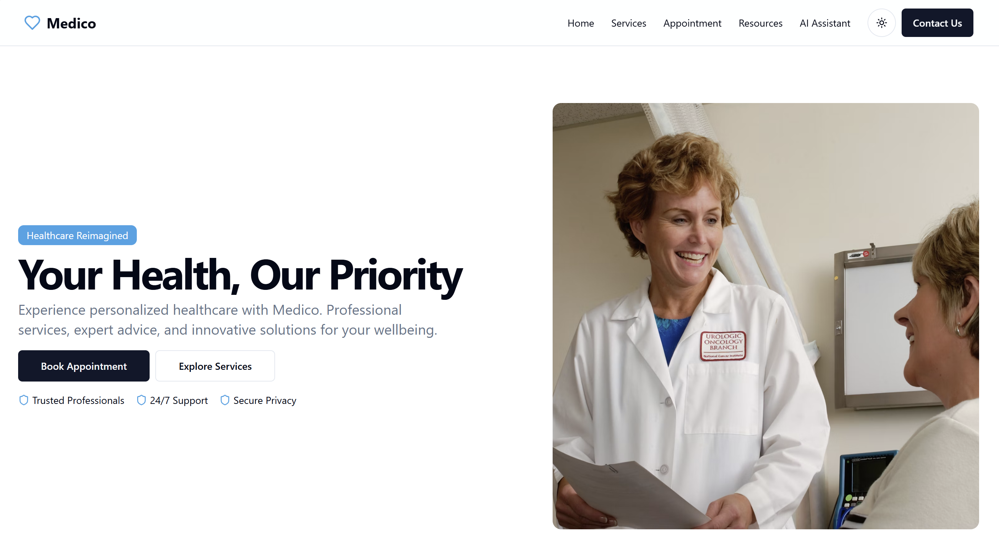 Medico
Home
Services
Appointment
Resources
AI Assistant
Contact Us
Healthcare Reimagined
Your Health, Our Priority
Experience personalized healthcare with Medico. Professional
services, expert advice, and innovative solutions for your wellbeing.
Book Appointment
Explore Services
Trusted Professionals
24/7 Support
Secure Privacy
UROLOGIC
ONCOLOGY
BRANCH
National Cancer Institute